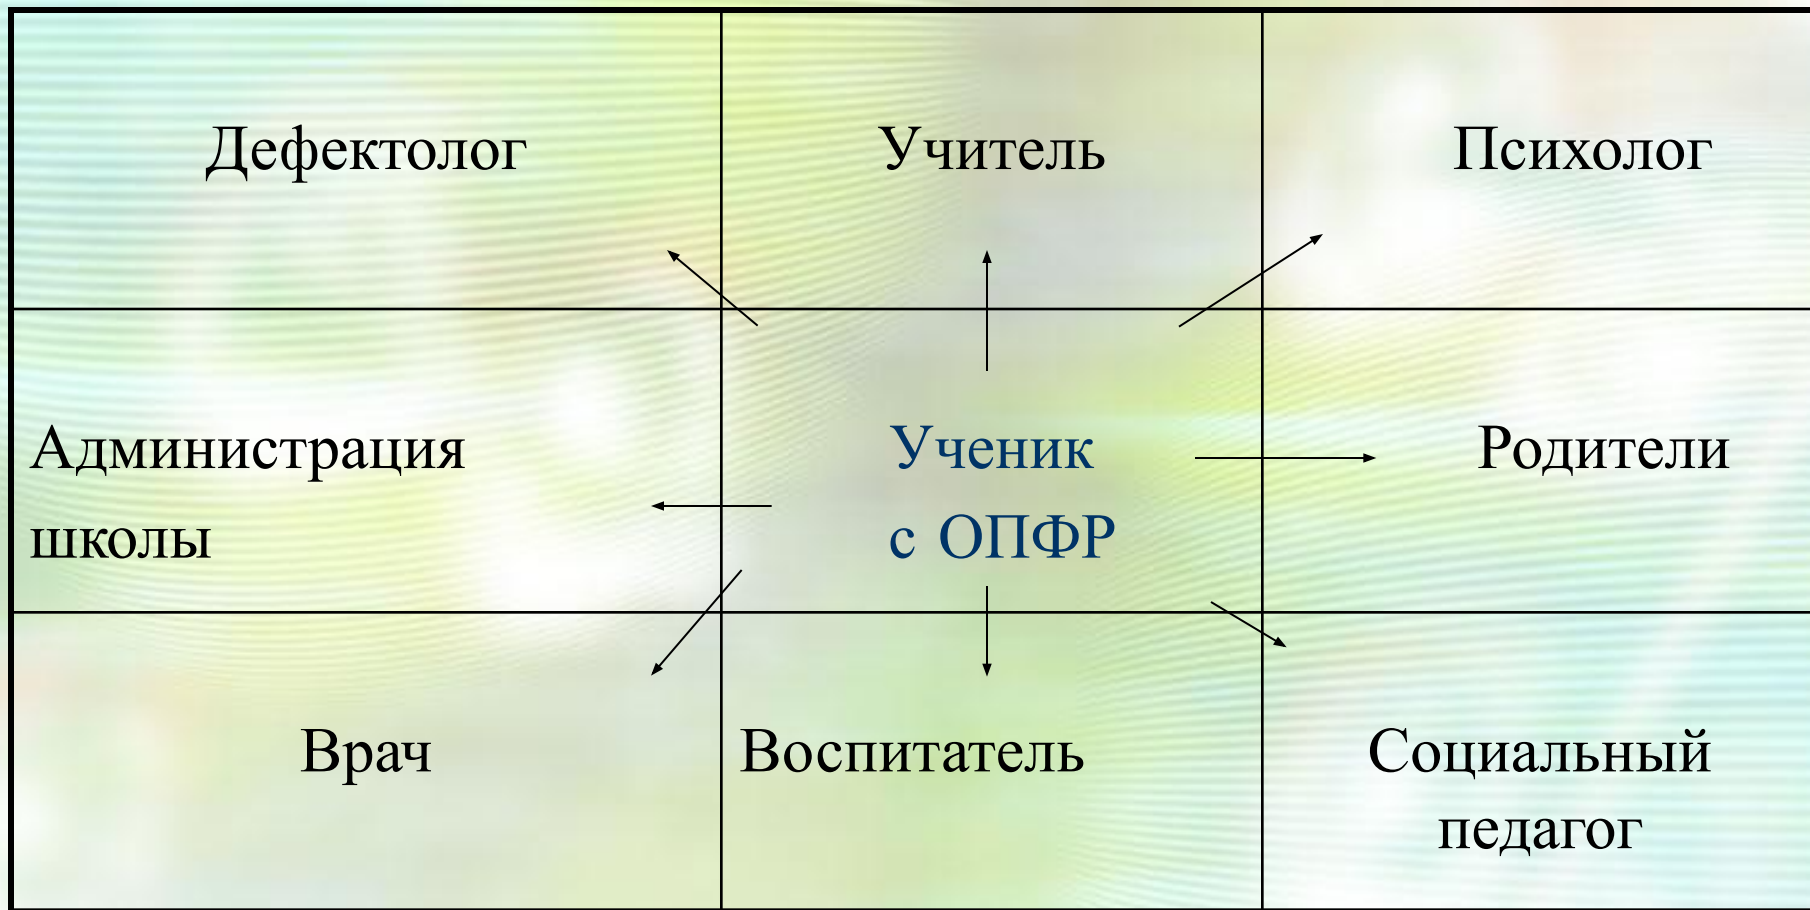 Дефектолог
Учитель
Психолог
Администрация
школы
Ученик
с ОПФР
Родители
Врач
Воспитатель
Социальный
педагог